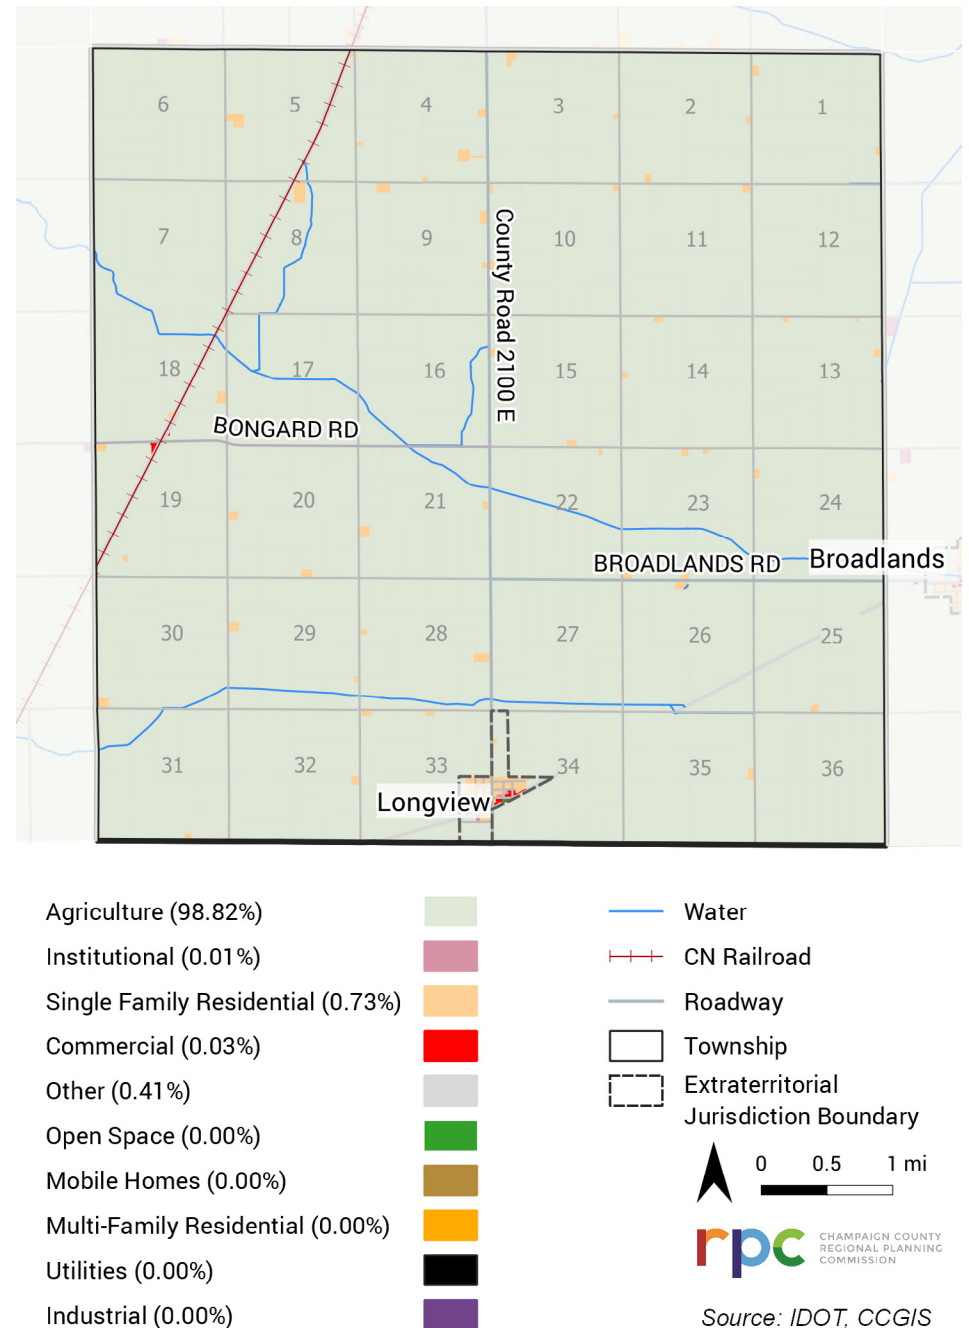 6 5 4 3 2 1
7 8 9 10 11 12
County Road 2100 E
18 17 16 15 14 13
BONGARD RD
19 20 21 22 23 24
BROADLANDS RD
Broadlands
30 29 28 27 26 25
31 32 33 34 35 36
Longview
Agriculture (98.82%)
Institutional (0.01%)
Single Family Residential (0.73%)
Commercial (0.03%)
Other (0.41%)
Open Space (0.00%)
Mobile Homes (0.00%)
Multi-Family Residential (0.00%)
Utilities (0.00%)
Industrial (0.00%)
Water
CN Railroad
Roadway
Township
Extraterritorial
Jurisdiction Boundary
0 0.5 1 mi
rpc
CHAMPAIGN COUNTY
REGIONAL PLANNING
COMMISSION
Source: IDOT, CCGIS